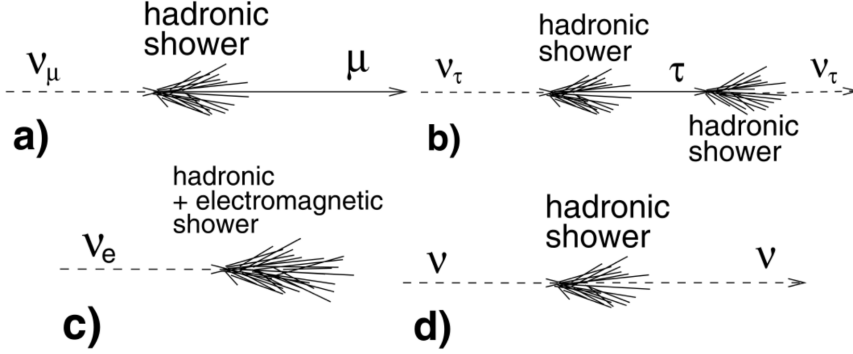 hadronic
shower
ν_μ
μ
a)
hadronic
shower
ν_τ
τ
ν_τ
hadronic
shower
b)
hadronic
+ electromagnetic
shower
ν_e
c)
hadronic
shower
ν
ν
d)